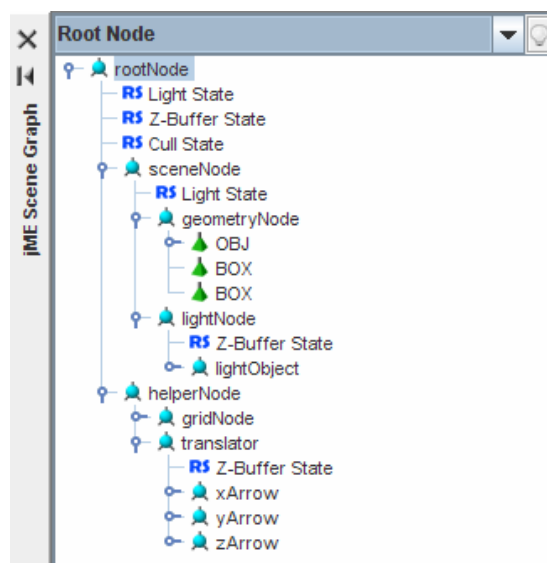 Root Node
jME Scene Graph
rootNode
RS Light State
RS Z-Buffer State
RS Cull State
sceneNode
RS Light State
geometryNode
OBJ
BOX
BOX
lightNode
RS Z-Buffer State
lightObject
helperNode
gridNode
translator
RS Z-Buffer State
xArrow
yArrow
zArrow